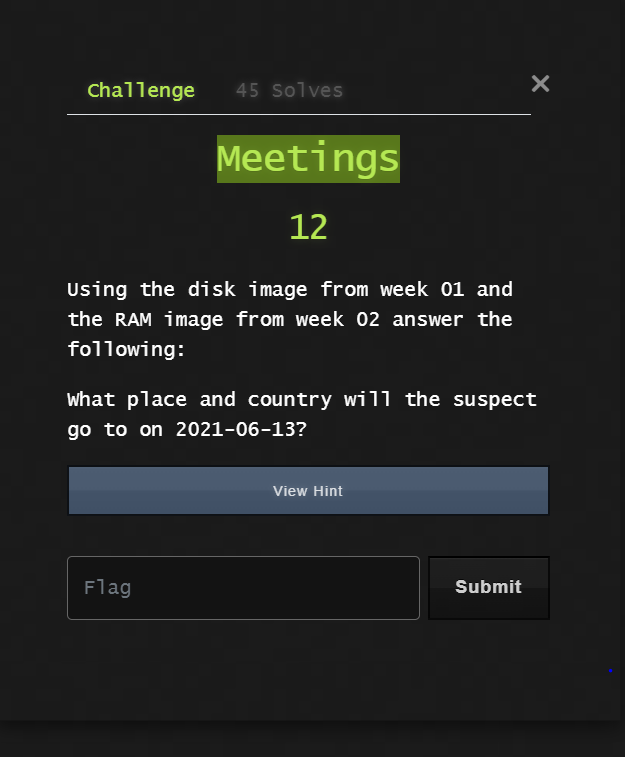 Challenge
45 Solves
×
Meetings
12
Using the disk image from week 01 and
the RAM image from week 02 answer the
following:
What place and country will the suspect
go to on 2021-06-13?
View Hint
Flag
Submit